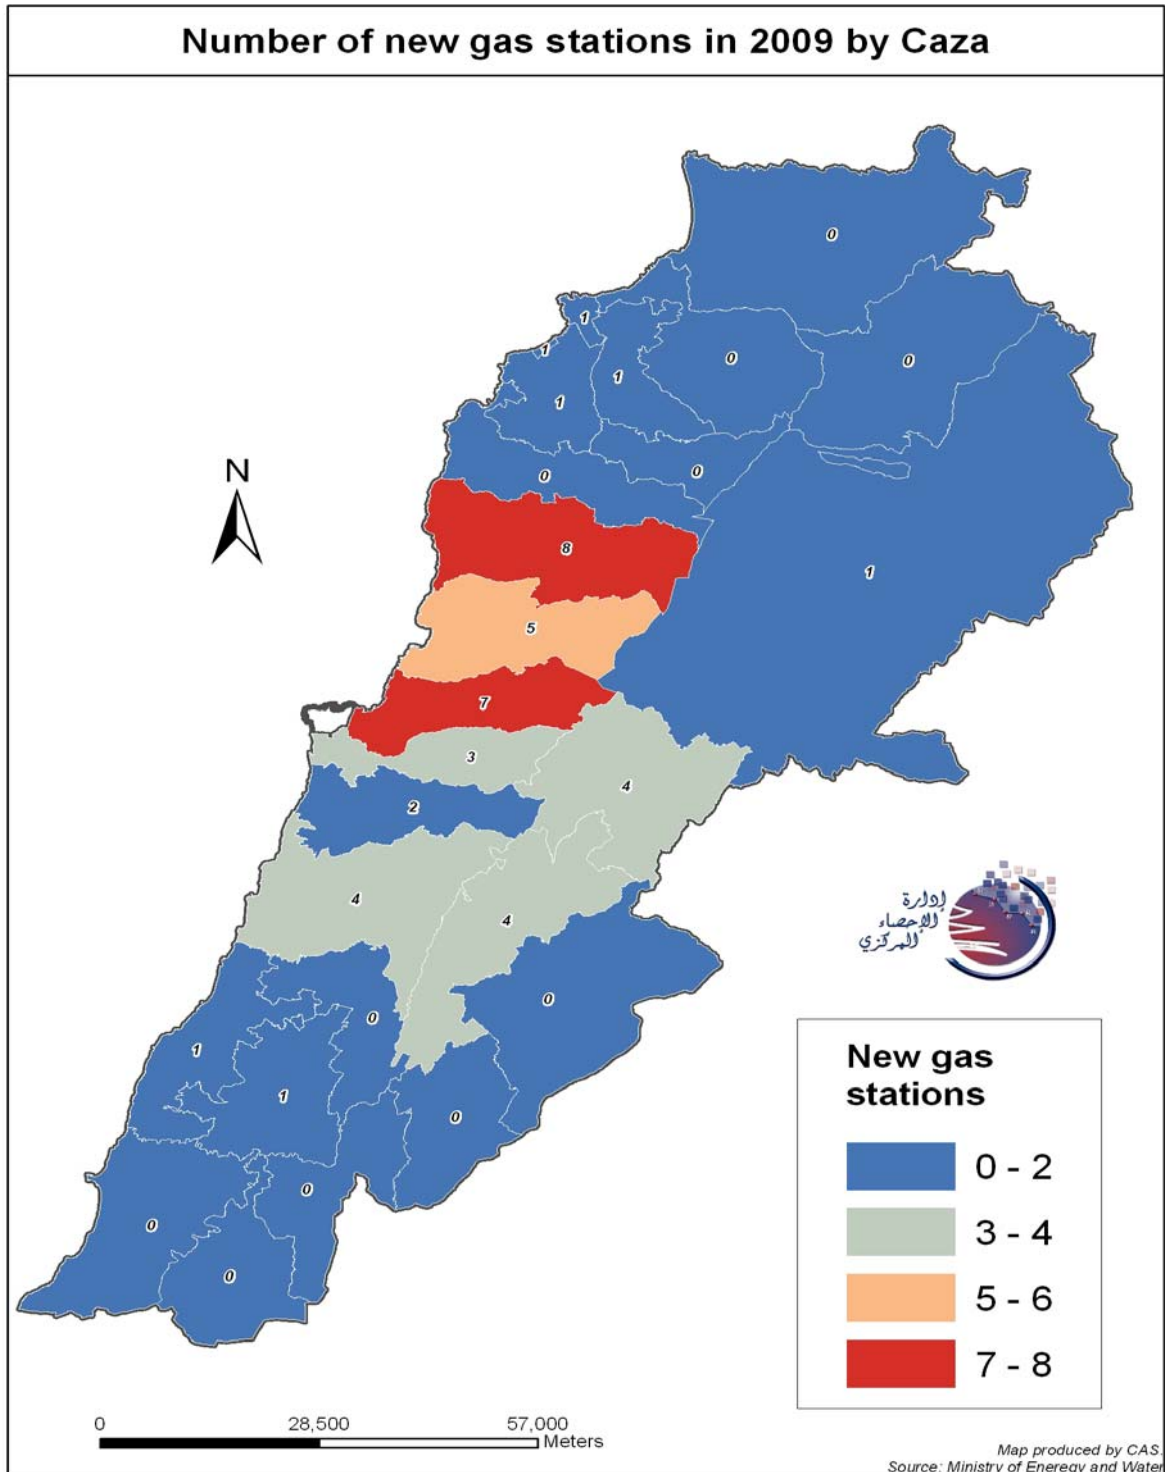 Number of new gas stations in 2009 by Caza
0
1
1
0
0
1
1
0
0
8
1
N
5
7
3
4
2
4
4
إدارة
الإحصاء
المركزي
0
0
1
1
0
0
0
0
New gas
stations
0 - 2
3 - 4
5 - 6
7 - 8
0 28,500 57,000
Meters
Map produced by CAS.
Source: Ministry of Energey and Water